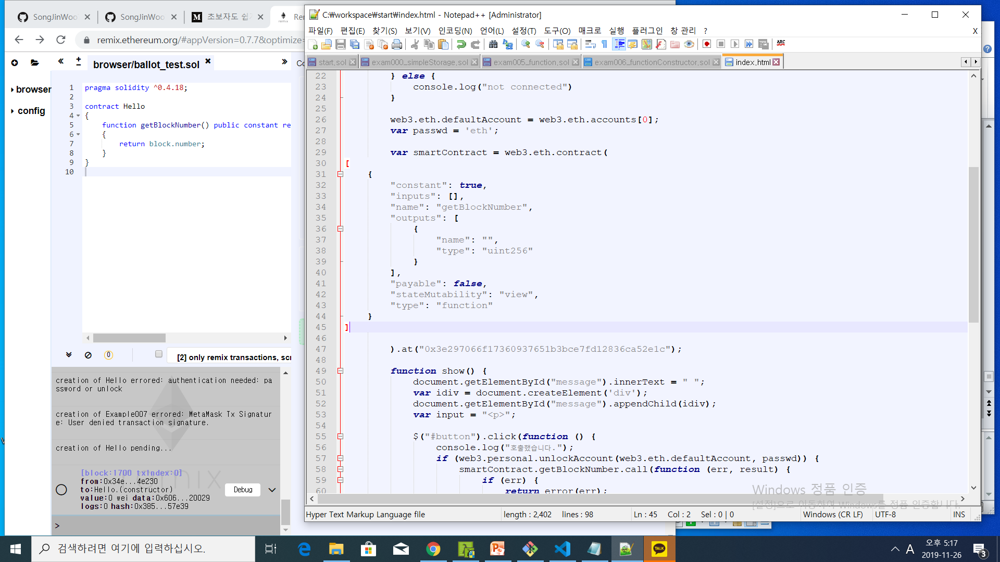 SongJinWoo
SongJinWoo
초보자도 쉽
Re
remix.ethereum.org/#appVersion=0.7.7&optimize=
browser/ballot_test.sol
Co
browser
config
1 pragma solidity ^0.4.18;
2
3 contract Hello
4 {
5 function getBlockNumber() public constant re
6 {
7 return block.number;
8 }
9 }
10
0
[2] only remix transactions, scr
creation of Hello errored: authentication needed: pa
ssword or unlock
creation of Example007 errored: MetaMask Tx Signatur
e: User denied transaction signature.
creation of Hello pending...
remix
[block:1700 txIndex:0]
from:0x34e...4e230
to:Hello.(constructor)
value:0 wei data:0x606...20029
logs:0 hash:0x385...57e39
Debug
>
C:₩workspace₩start₩index.html - Notepad++ [Administrator]
파일(F) 편집(E) 찾기(S) 보기(V) 인코딩(N) 언어(L) 설정(T) 도구(O) 매크로 실행 플러그인 창 관리 ? X
start.sol exam000_simpleStorage.sol exam005_function.sol exam006_functionConstructor.sol index.html
22 } else {
23 console.log("not connected")
24 }
25
26 web3.eth.defaultAccount = web3.eth.accounts[0];
27 var passwd = 'eth';
28
29 var smartContract = web3.eth.contract(
30 [
31 {
32 "constant": true,
33 "inputs": [],
34 "name": "getBlockNumber",
35 "outputs": [
36 {
37 "name": "",
38 "type": "uint256"
39 }
40 ],
41 "payable": false,
42 "stateMutability": "view",
43 "type": "function"
44 }
45 ]
46
47 ).at("0x3e297066f17360937651b3bce7fd12836ca52e1c");
48
49 function show() {
50 document.getElementById("message").innerText = " ";
51 var idiv = document.createElement('div');
52 document.getElementById("message").appendChild(idiv);
53 var input = "<p>";
54
55 $("#button").click(function () {
56 console.log("호출했습니다.");
57 if (web3.personal.unlockAccount(web3.eth.defaultAccount, passwd)) {
58 smartContract.getBlockNumber.call(function (err, result) {
59 if (err) {
60 return error(err);
Windows 정품 인증
[설정]으로 이동하여 Windows를 정품 인증합니다.
Hyper Text Markup Language file
length : 2,402 lines : 98
Ln : 45 Col : 2 Sel : 0 | 0
Windows (CR LF)
UTF-8
INS
검색하려면 여기에 입력하십시오.
TALK
A
오후 5:17
2019-11-26
3